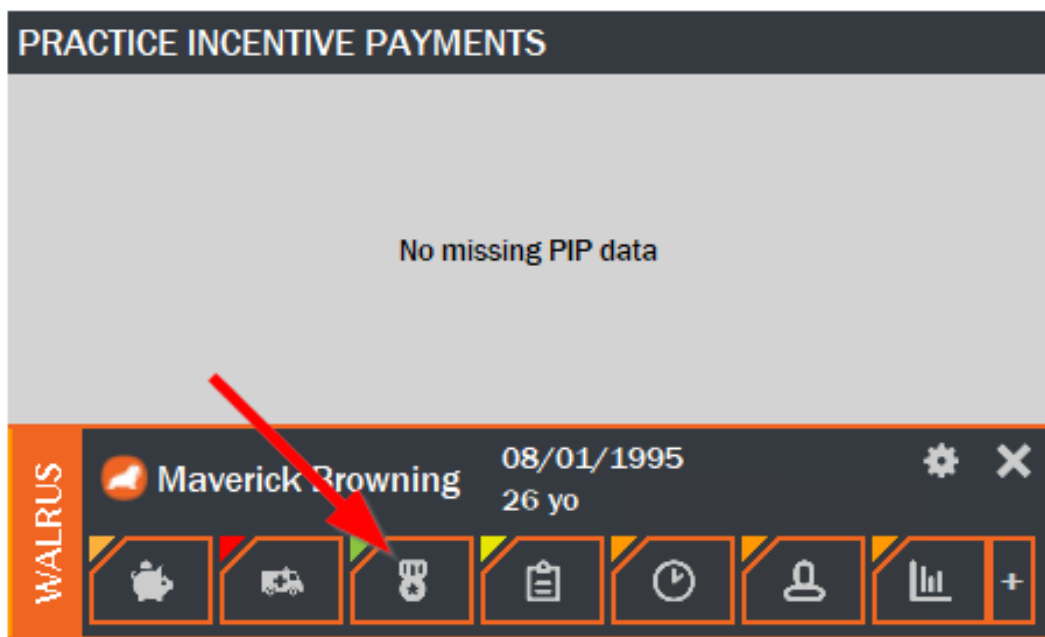 PRACTICE INCENTIVE PAYMENTS
No missing PIP data
WALRUS
Maverick Browning
08/01/1995
26 yo